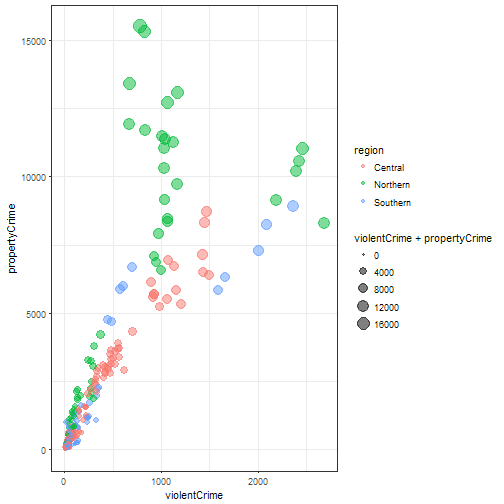 15000
10000
5000
0
propertyCrime
0
1000
2000
violentCrime
region
Central
Northern
Southern
violentCrime + propertyCrime
0
4000
8000
12000
16000